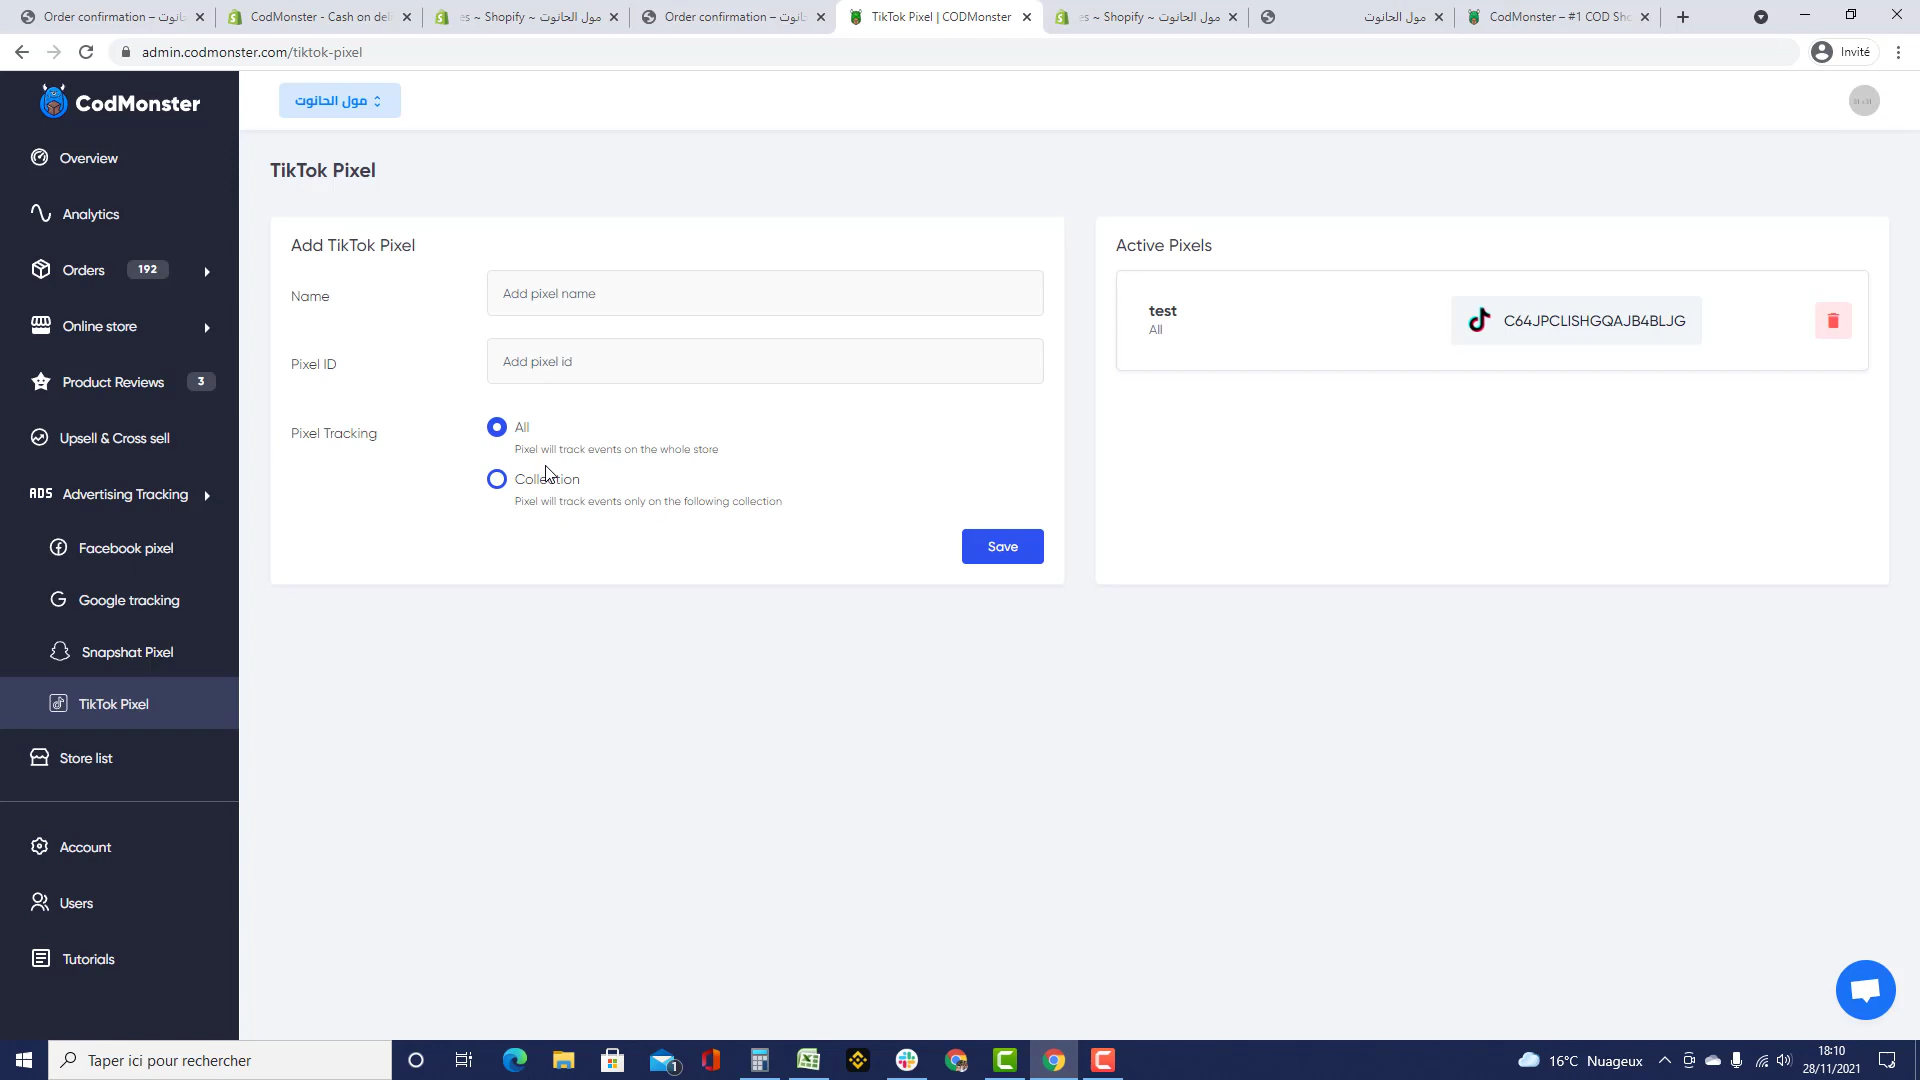 Order confirmation – الحانوت
CodMonster - Cash on del
es ~ Shopify ~ مول الحانوت
Order confirmation – الحانوت
TikTok Pixel | CODMonster
es ~ Shopify ~ مول الحانوت
مول الحانوت
CodMonster – #1 COD Sho
admin.codmonster.com/tiktok-pixel
Invité
CodMonster
مول الحانوت
Overview
TikTok Pixel
Analytics
Add TikTok Pixel
Active Pixels
Orders 192
Name
Add pixel name
test
All
C64JPCLISHGQAJB4BLJG
Online store
Pixel ID
Add pixel id
Product Reviews 3
Pixel Tracking
All
Pixel will track events on the whole store
Upsell & Cross sell
Collection
Pixel will track events only on the following collection
ADS Advertising Tracking
Save
Facebook pixel
Google tracking
Snapshat Pixel
TikTok Pixel
Store list
Account
Users
Tutorials
Taper ici pour rechercher
1
16°C Nuageux
18:10
28/11/2021